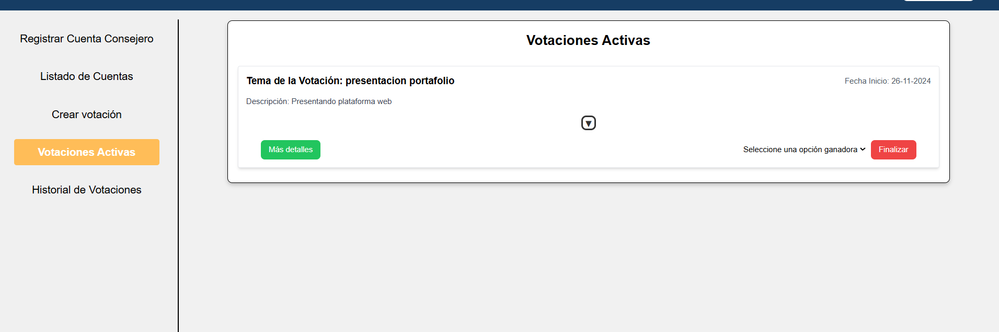 Registrar Cuenta Consejero
Listado de Cuentas
Crear votación
Votaciones Activas
Historial de Votaciones
Votaciones Activas
Tema de la Votación: presentacion portafolio
Fecha Inicio: 26-11-2024
Descripción: Presentando plataforma web
Más detalles
Seleccione una opción ganadora
Finalizar